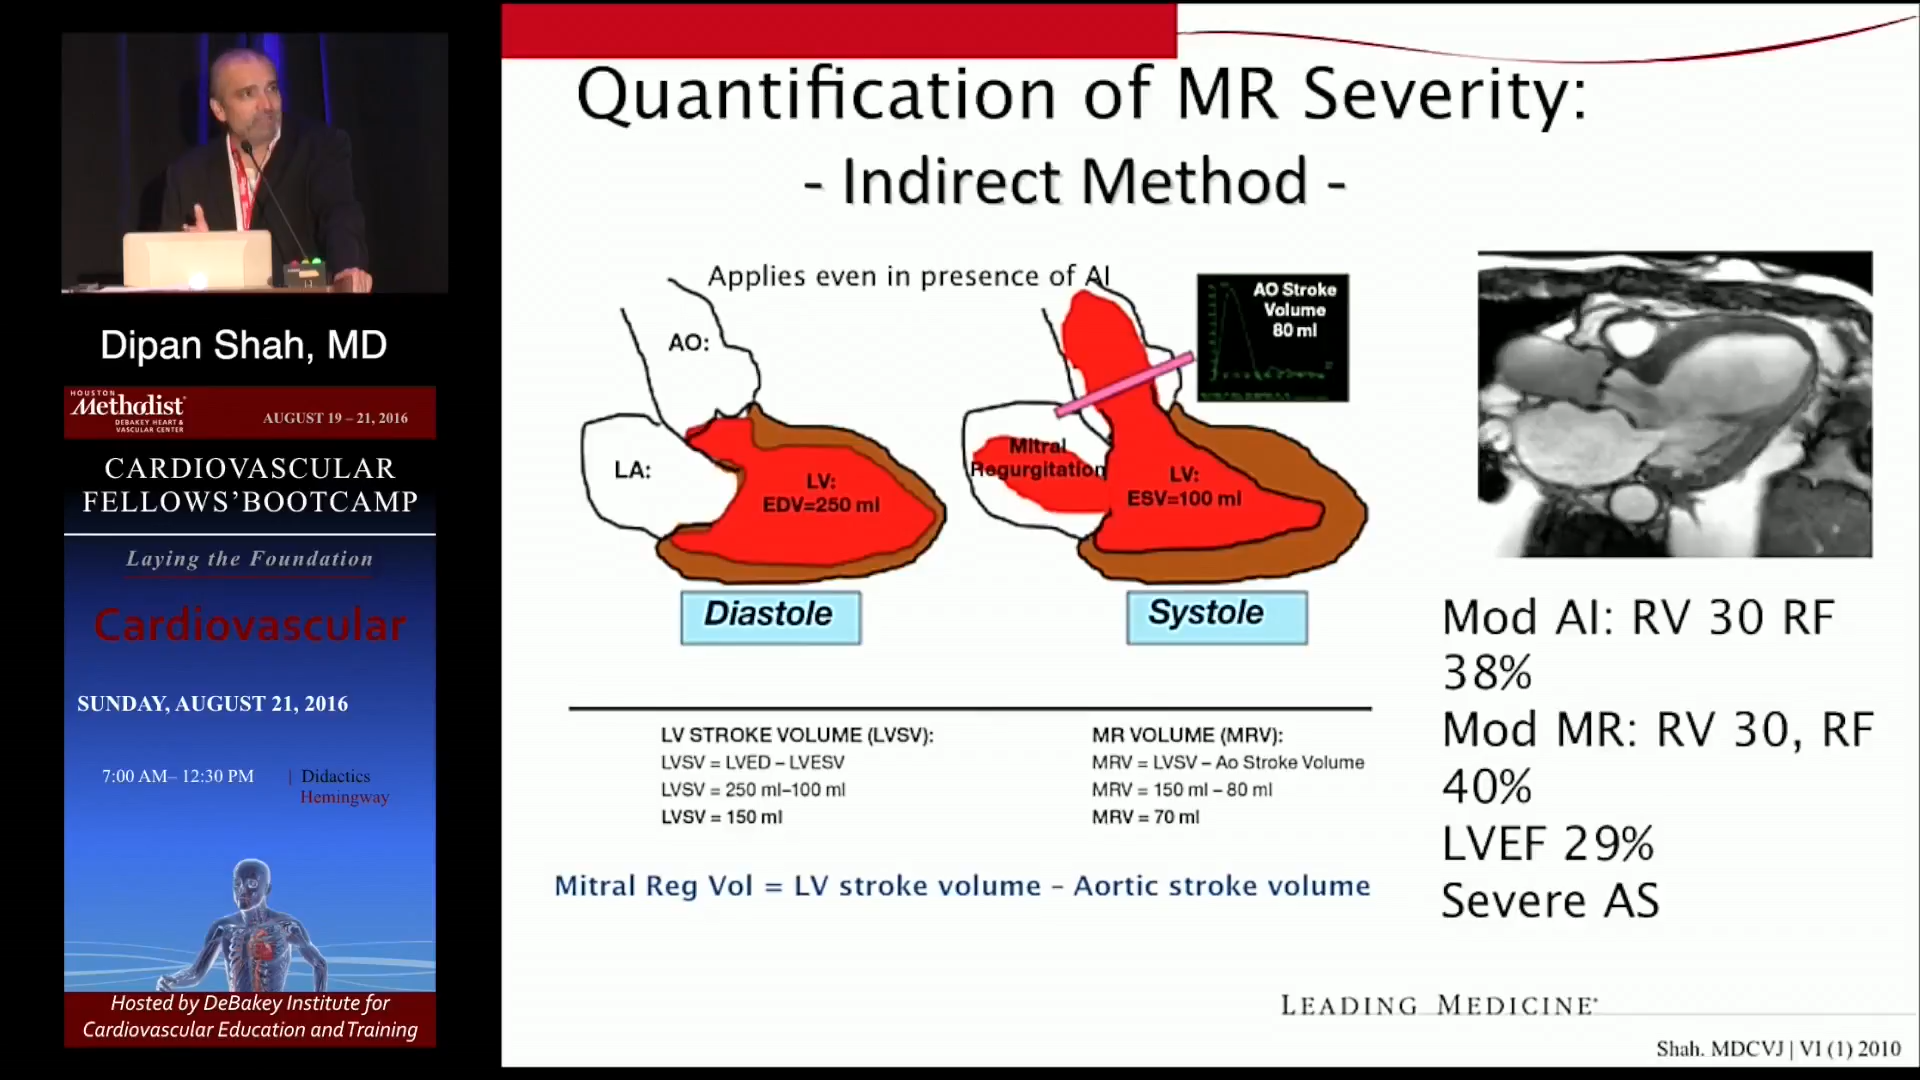 Dipan Shah, MD
HOUSTON
Methodist
DEBAKEY HEART &
VASCULAR CENTER
AUGUST 19 – 21, 2016
CARDIOVASCULAR
FELLOWS'BOOTCAMP
Laying the Foundation
Cardiovascular
SUNDAY, AUGUST 21, 2016
7:00 AM– 12:30 PM | Didactics
Hemingway
Hosted by DeBakey Institute for
Cardiovascular Education and Training
Quantification of MR Severity:
- Indirect Method -
Applies even in presence of AI
AO:
LA:
LV:
EDV=250 ml
Diastole
AO Stroke
Volume
80 ml
Mitral
Regurgitation
LV:
ESV=100 ml
Systole
LV STROKE VOLUME (LVSV):
LVSV = LVED – LVESV
LVSV = 250 ml–100 ml
LVSV = 150 ml
MR VOLUME (MRV):
MRV = LVSV – Ao Stroke Volume
MRV = 150 ml – 80 ml
MRV = 70 ml
Mitral Reg Vol = LV stroke volume – Aortic stroke volume
Mod AI: RV 30 RF
38%
Mod MR: RV 30, RF
40%
LVEF 29%
Severe AS
LEADING MEDICINE
Shah. MDCVJ | VI (1) 2010